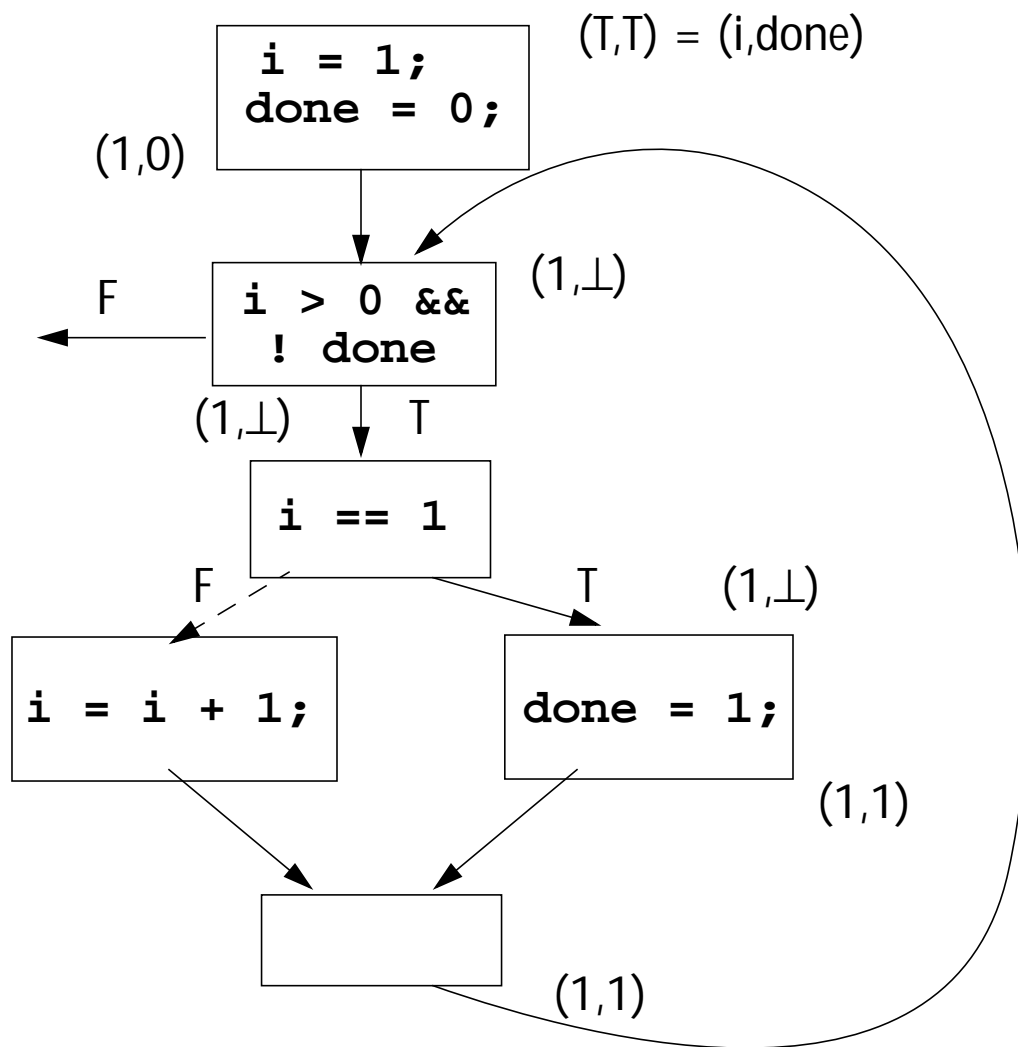 (T,T) = (i,done)
i = 1;
done = 0;
(1,0)
(1,⊥)
F
i > 0 &&
! done
(1,⊥)
T
i == 1
F
T
(1,⊥)
i = i + 1;
done = 1;
(1,1)
(1,1)